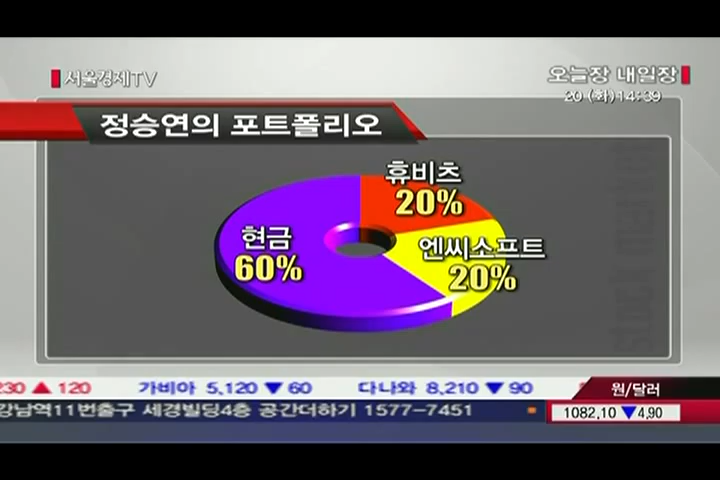 서울경제TV
오늘장 내일장
20 (화) 14:39
정승연의 포트폴리오
휴비츠
20%
현금
60%
엔씨소프트
20%
230 ▲ 120 가비아 5,120 ▼ 60 다나와 8,210 ▼ 90
원/달러
강남역11번출구 세경빌딩4층 공간더하기 1577-7451
1082.10 ▼4.90